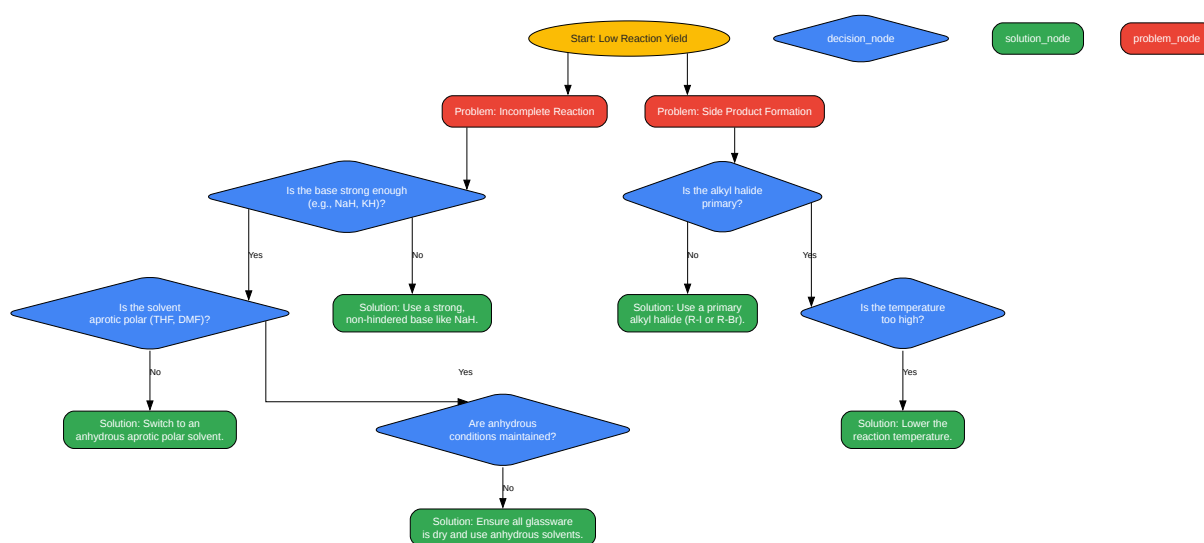 Start: Low Reaction Yield
decision_node
solution_node
problem_node
Problem: Incomplete Reaction
Problem: Side Product Formation
Is the base strong enough
(e.g., NaH, KH)?
Is the alkyl halide
primary?
Yes
No
No
Yes
Is the solvent
aprotic polar (THF, DMF)?
Solution: Use a strong,
non-hindered base like NaH.
Solution: Use a primary
alkyl halide (R-I or R-Br).
Is the temperature
too high?
No
Yes
Yes
Solution: Switch to an
anhydrous aprotic polar solvent.
Are anhydrous
conditions maintained?
Solution: Lower the
reaction temperature.
No
Solution: Ensure all glassware
is dry and use anhydrous solvents.